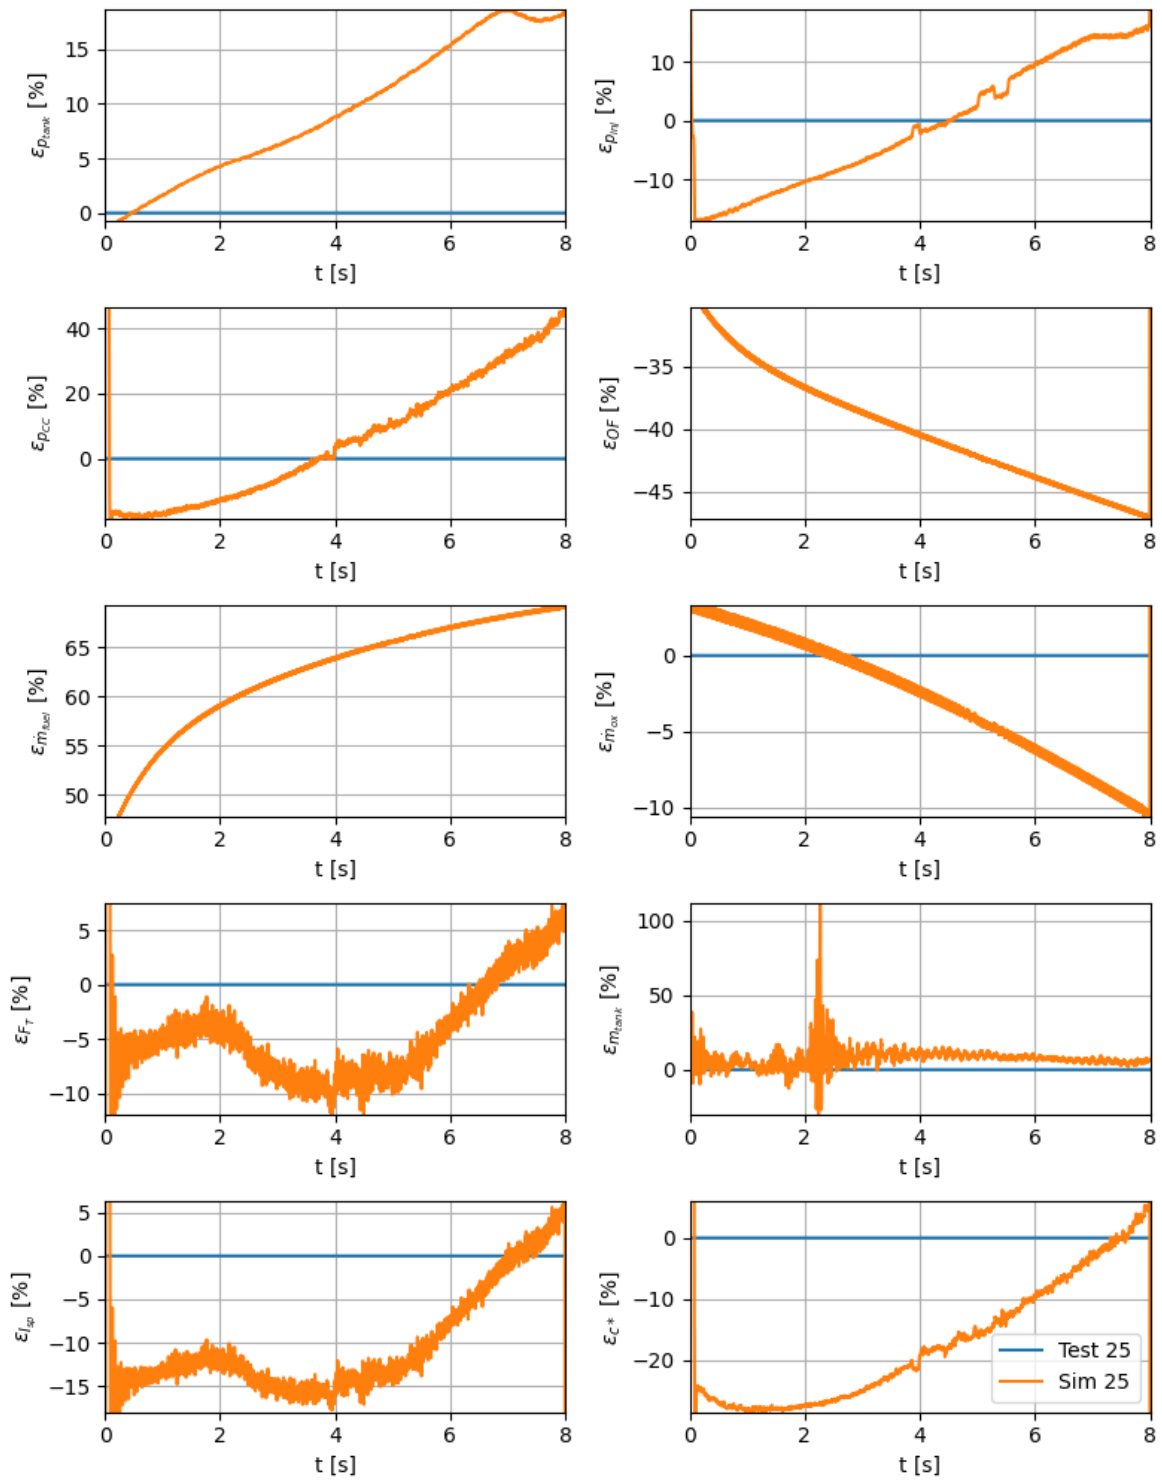 ε_{p_{tank}} [%]
15
10
5
0
0 2 4 6 8
t [s]
ε_{p_{inj}} [%]
10
0
−10
0 2 4 6 8
t [s]
ε_{p_{CC}} [%]
40
20
0
0 2 4 6 8
t [s]
ε_{OF} [%]
−35
−40
−45
0 2 4 6 8
t [s]
ε_{ṁ_{fuel}} [%]
65
60
55
50
0 2 4 6 8
t [s]
ε_{ṁ_{ox}} [%]
0
−5
−10
0 2 4 6 8
t [s]
ε_{F_T} [%]
5
0
−5
−10
0 2 4 6 8
t [s]
ε_{m_{tank}} [%]
100
50
0
0 2 4 6 8
t [s]
ε_{I_{sp}} [%]
5
0
−5
−10
−15
0 2 4 6 8
t [s]
ε_{C*} [%]
0
−10
−20
0 2 4 6 8
t [s]
Test 25
Sim 25